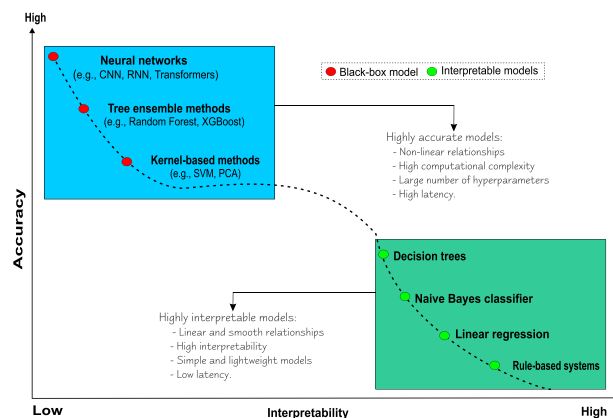 High
Neural networks
(e.g., CNN, RNN, Transformers)
Tree ensemble methods
(e.g., Random Forest, XGBoost)
Kernel-based methods
(e.g., SVM, PCA)
Black-box model
Interpretable models
Highly accurate models:
- Non-linear relationships
- High computational complexity
- Large number of hyperparameters
- High latency.
Accuracy
Decision trees
Naive Bayes classifier
Linear regression
Rule-based systems
Highly interpretable models:
- Linear and smooth relationships
- High interpretability
- Simple and lightweight models
- Low latency.
Low
Interpretability
High